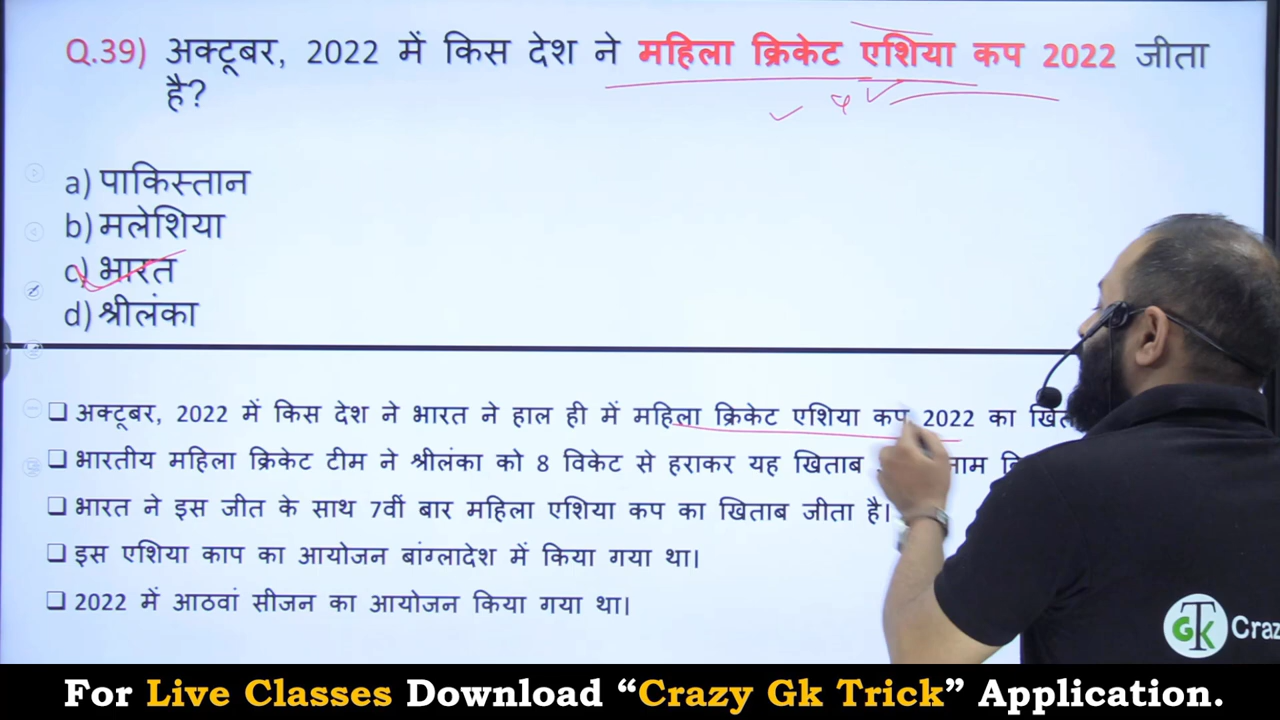 Q.39) अक्टूबर, 2022 में किस देश ने महिला क्रिकेट एशिया कप 2022 जीता
है?
a) पाकिस्तान
b) मलेशिया
c) भारत
d) श्रीलंका
❑ अक्टूबर, 2022 में किस देश ने भारत ने हाल ही में महिला क्रिकेट एशिया कप 2022 का
❑ भारतीय महिला क्रिकेट टीम ने श्रीलंका को 8 विकेट से हराकर यह खिताब
❑ भारत ने इस जीत के साथ 7वीं बार महिला एशिया कप का खिताब जीता है।
❑ इस एशिया काप का आयोजन बांग्लादेश में किया गया था।
❑ 2022 में आठवां सीजन का आयोजन किया गया था।
GTK Craz
For Live Classes Download “Crazy Gk Trick” Application.